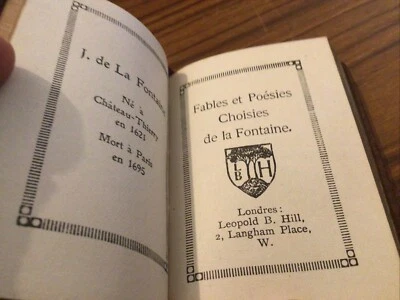 J. de La Fontaine
Né à
Château-Thierry
en 1621
Mort à Paris
en 1695
Fables et Poésies
Choisies
de la Fontaine.
L B H
Londres:
Leopold B. Hill,
2, Langham Place,
W.